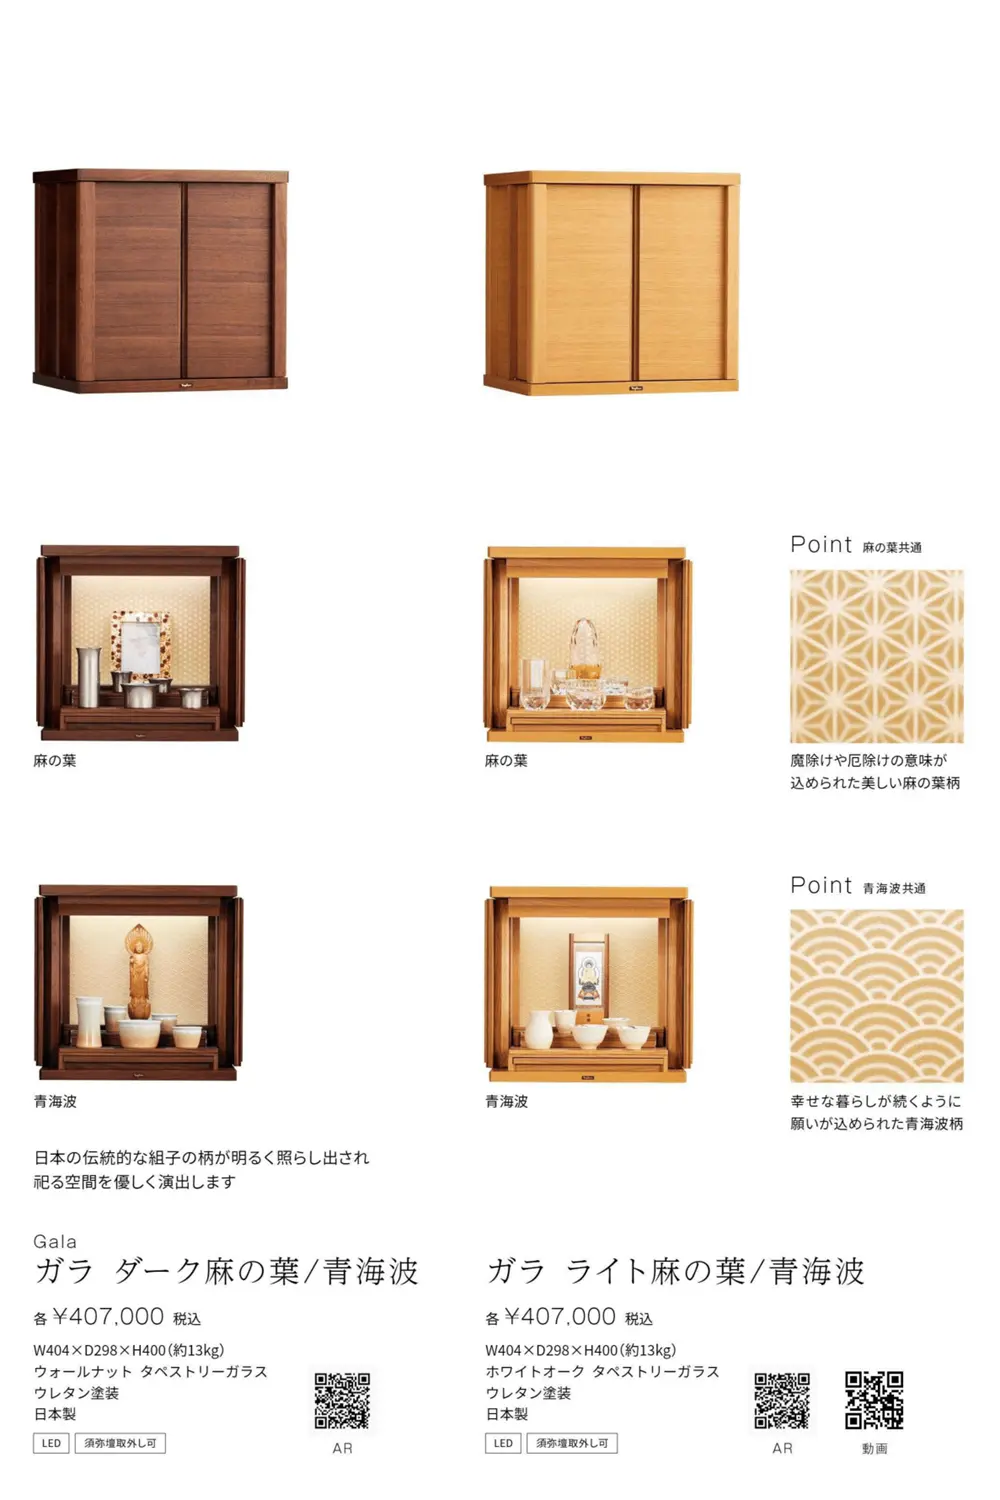 Point 麻の葉共通
麻の葉
麻の葉
魔除けや厄除けの意味が
込められた美しい麻の葉柄
Point 青海波共通
青海波
青海波
幸せな暮らしが続くように
願いが込められた青海波柄
日本の伝統的な組子の柄が明るく照らし出され
祀る空間を優しく演出します
Gala
ガラ ダーク麻の葉/青海波
各 ¥407,000 税込
W404×D298×H400(約13kg)
ウォールナット タペストリーガラス
ウレタン塗装
日本製
LED 須弥壇取外し可
AR
ガラ ライト麻の葉/青海波
各 ¥407,000 税込
W404×D298×H400(約13kg)
ホワイトオーク タペストリーガラス
ウレタン塗装
日本製
LED 須弥壇取外し可
AR 動画